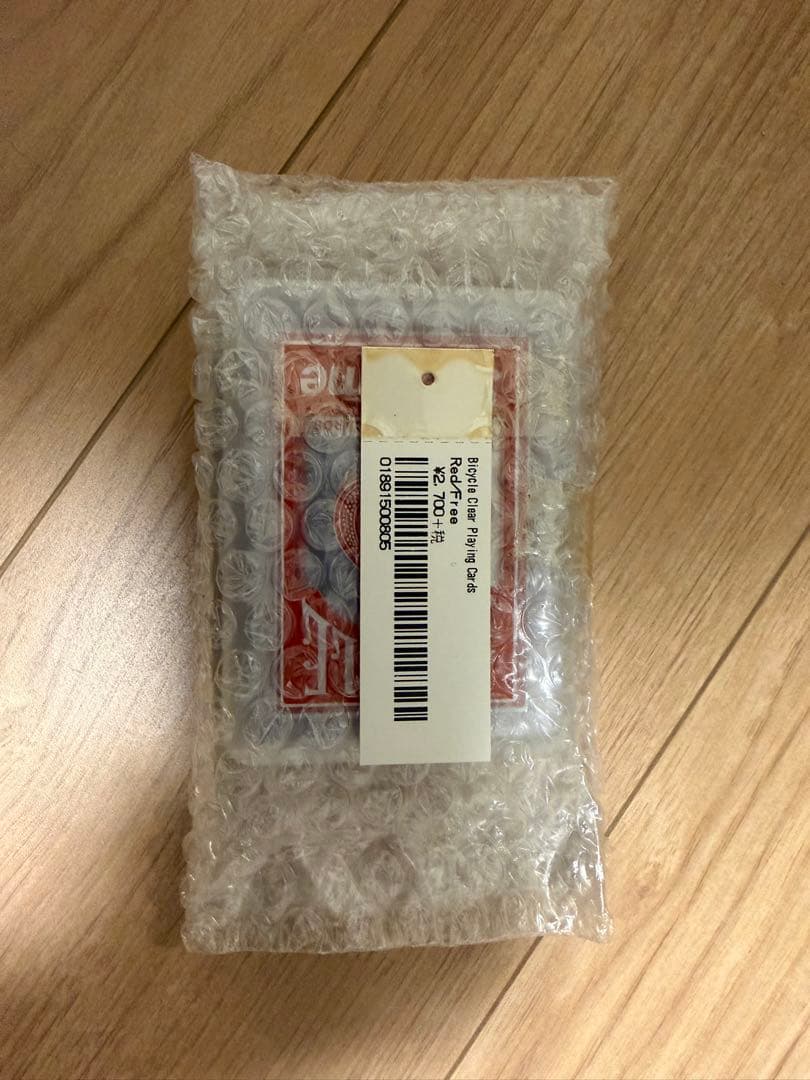 Bicycle Clear Playing Cards
Red/Free
¥2,700+税
01891500805